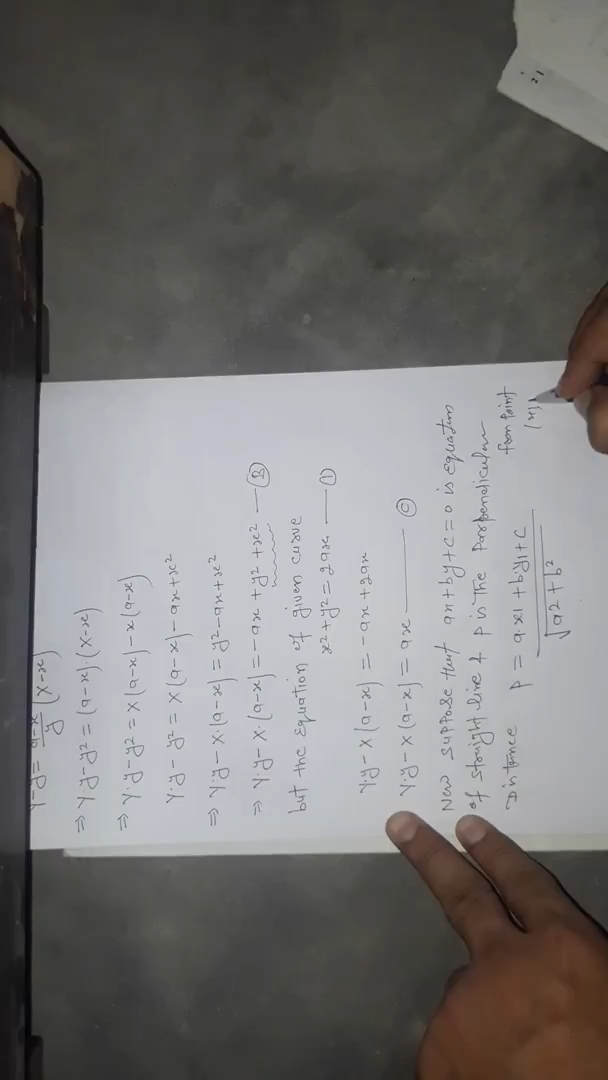 Y-y = a-x/y (X-x)
⇒ Y·y-y² = (a-x)·(X-x)
⇒ Y·y-y² = X(a-x)-x(a-x)
Y·y-y² = X(a-x)-ax+x²
⇒ Y·y-X·(a-x) = y²-ax+x²
⇒ Y·y-X·(a-x) = -ax+y²+x² — (B)
but the Equation of given curve
x²+y² = 2ax — (1)
Y·y-X(a-x) = -ax+2ax
Y·y-X(a-x) = ax — (C)
Now suppose that ax+by+c=0 is equation
of straight line & P is the Perpendicular
Distance P = ax1+by1+c / √a²+b² from point
(x1